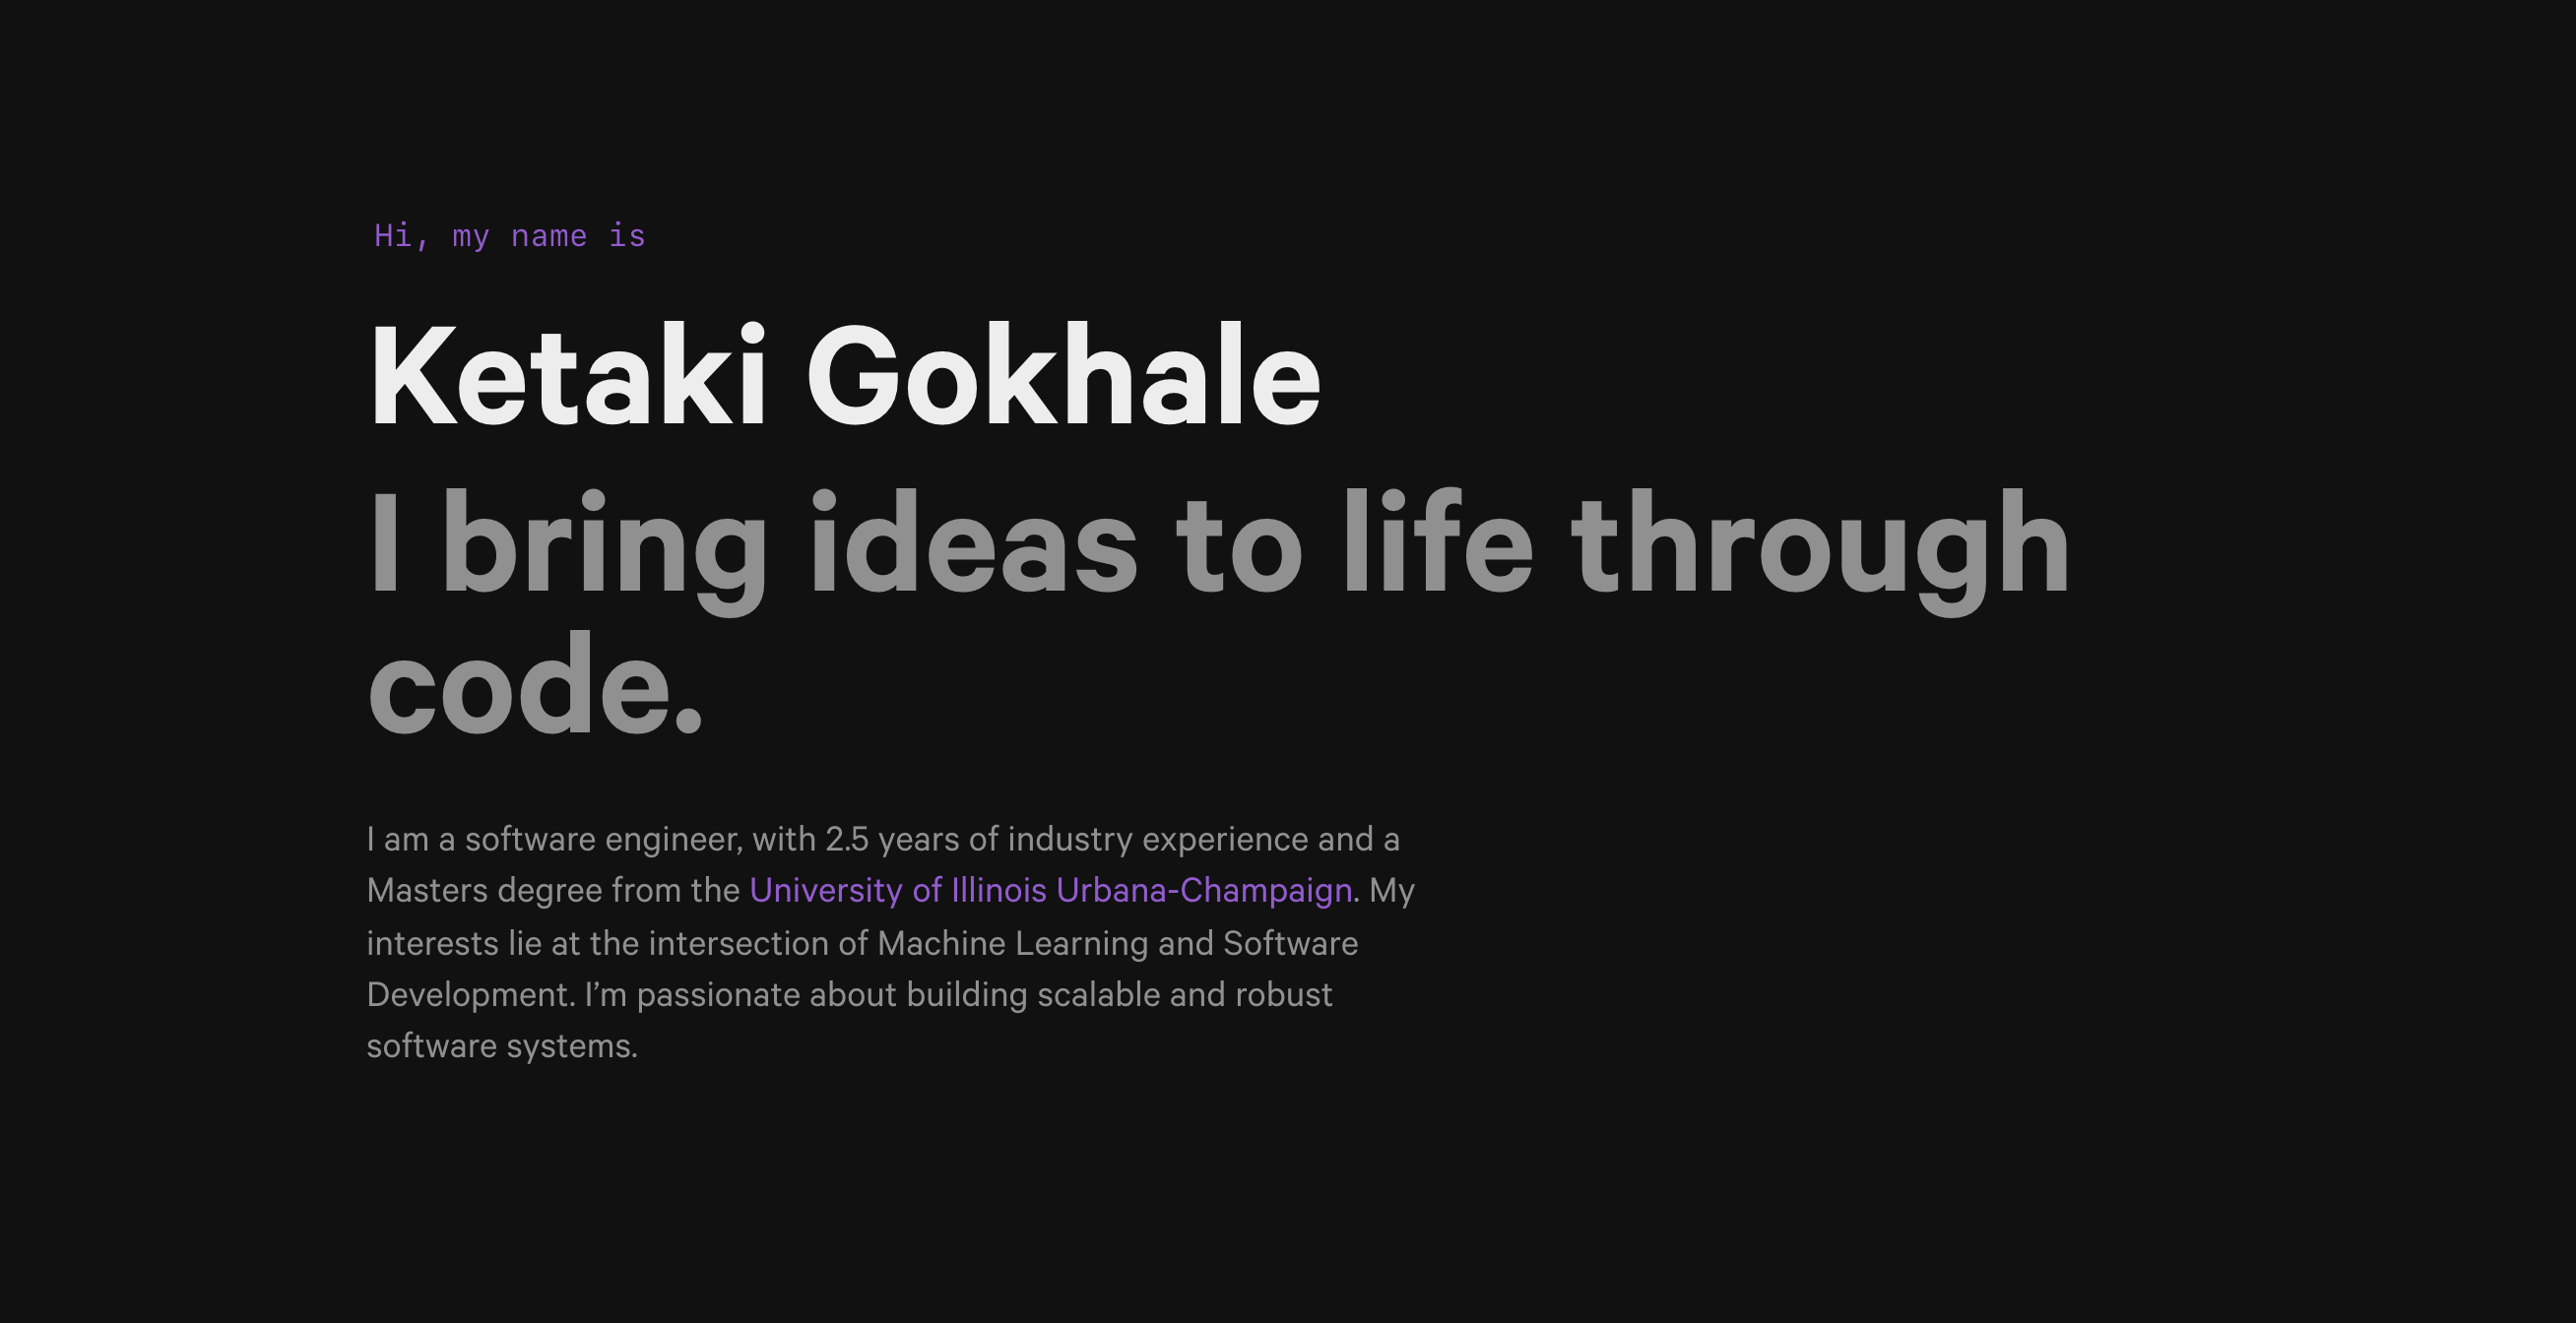 Hi, my name is
Ketaki Gokhale
I bring ideas to life through
code.
I am a software engineer, with 2.5 years of industry experience and a
Masters degree from the University of Illinois Urbana-Champaign. My
interests lie at the intersection of Machine Learning and Software
Development. I’m passionate about building scalable and robust
software systems.